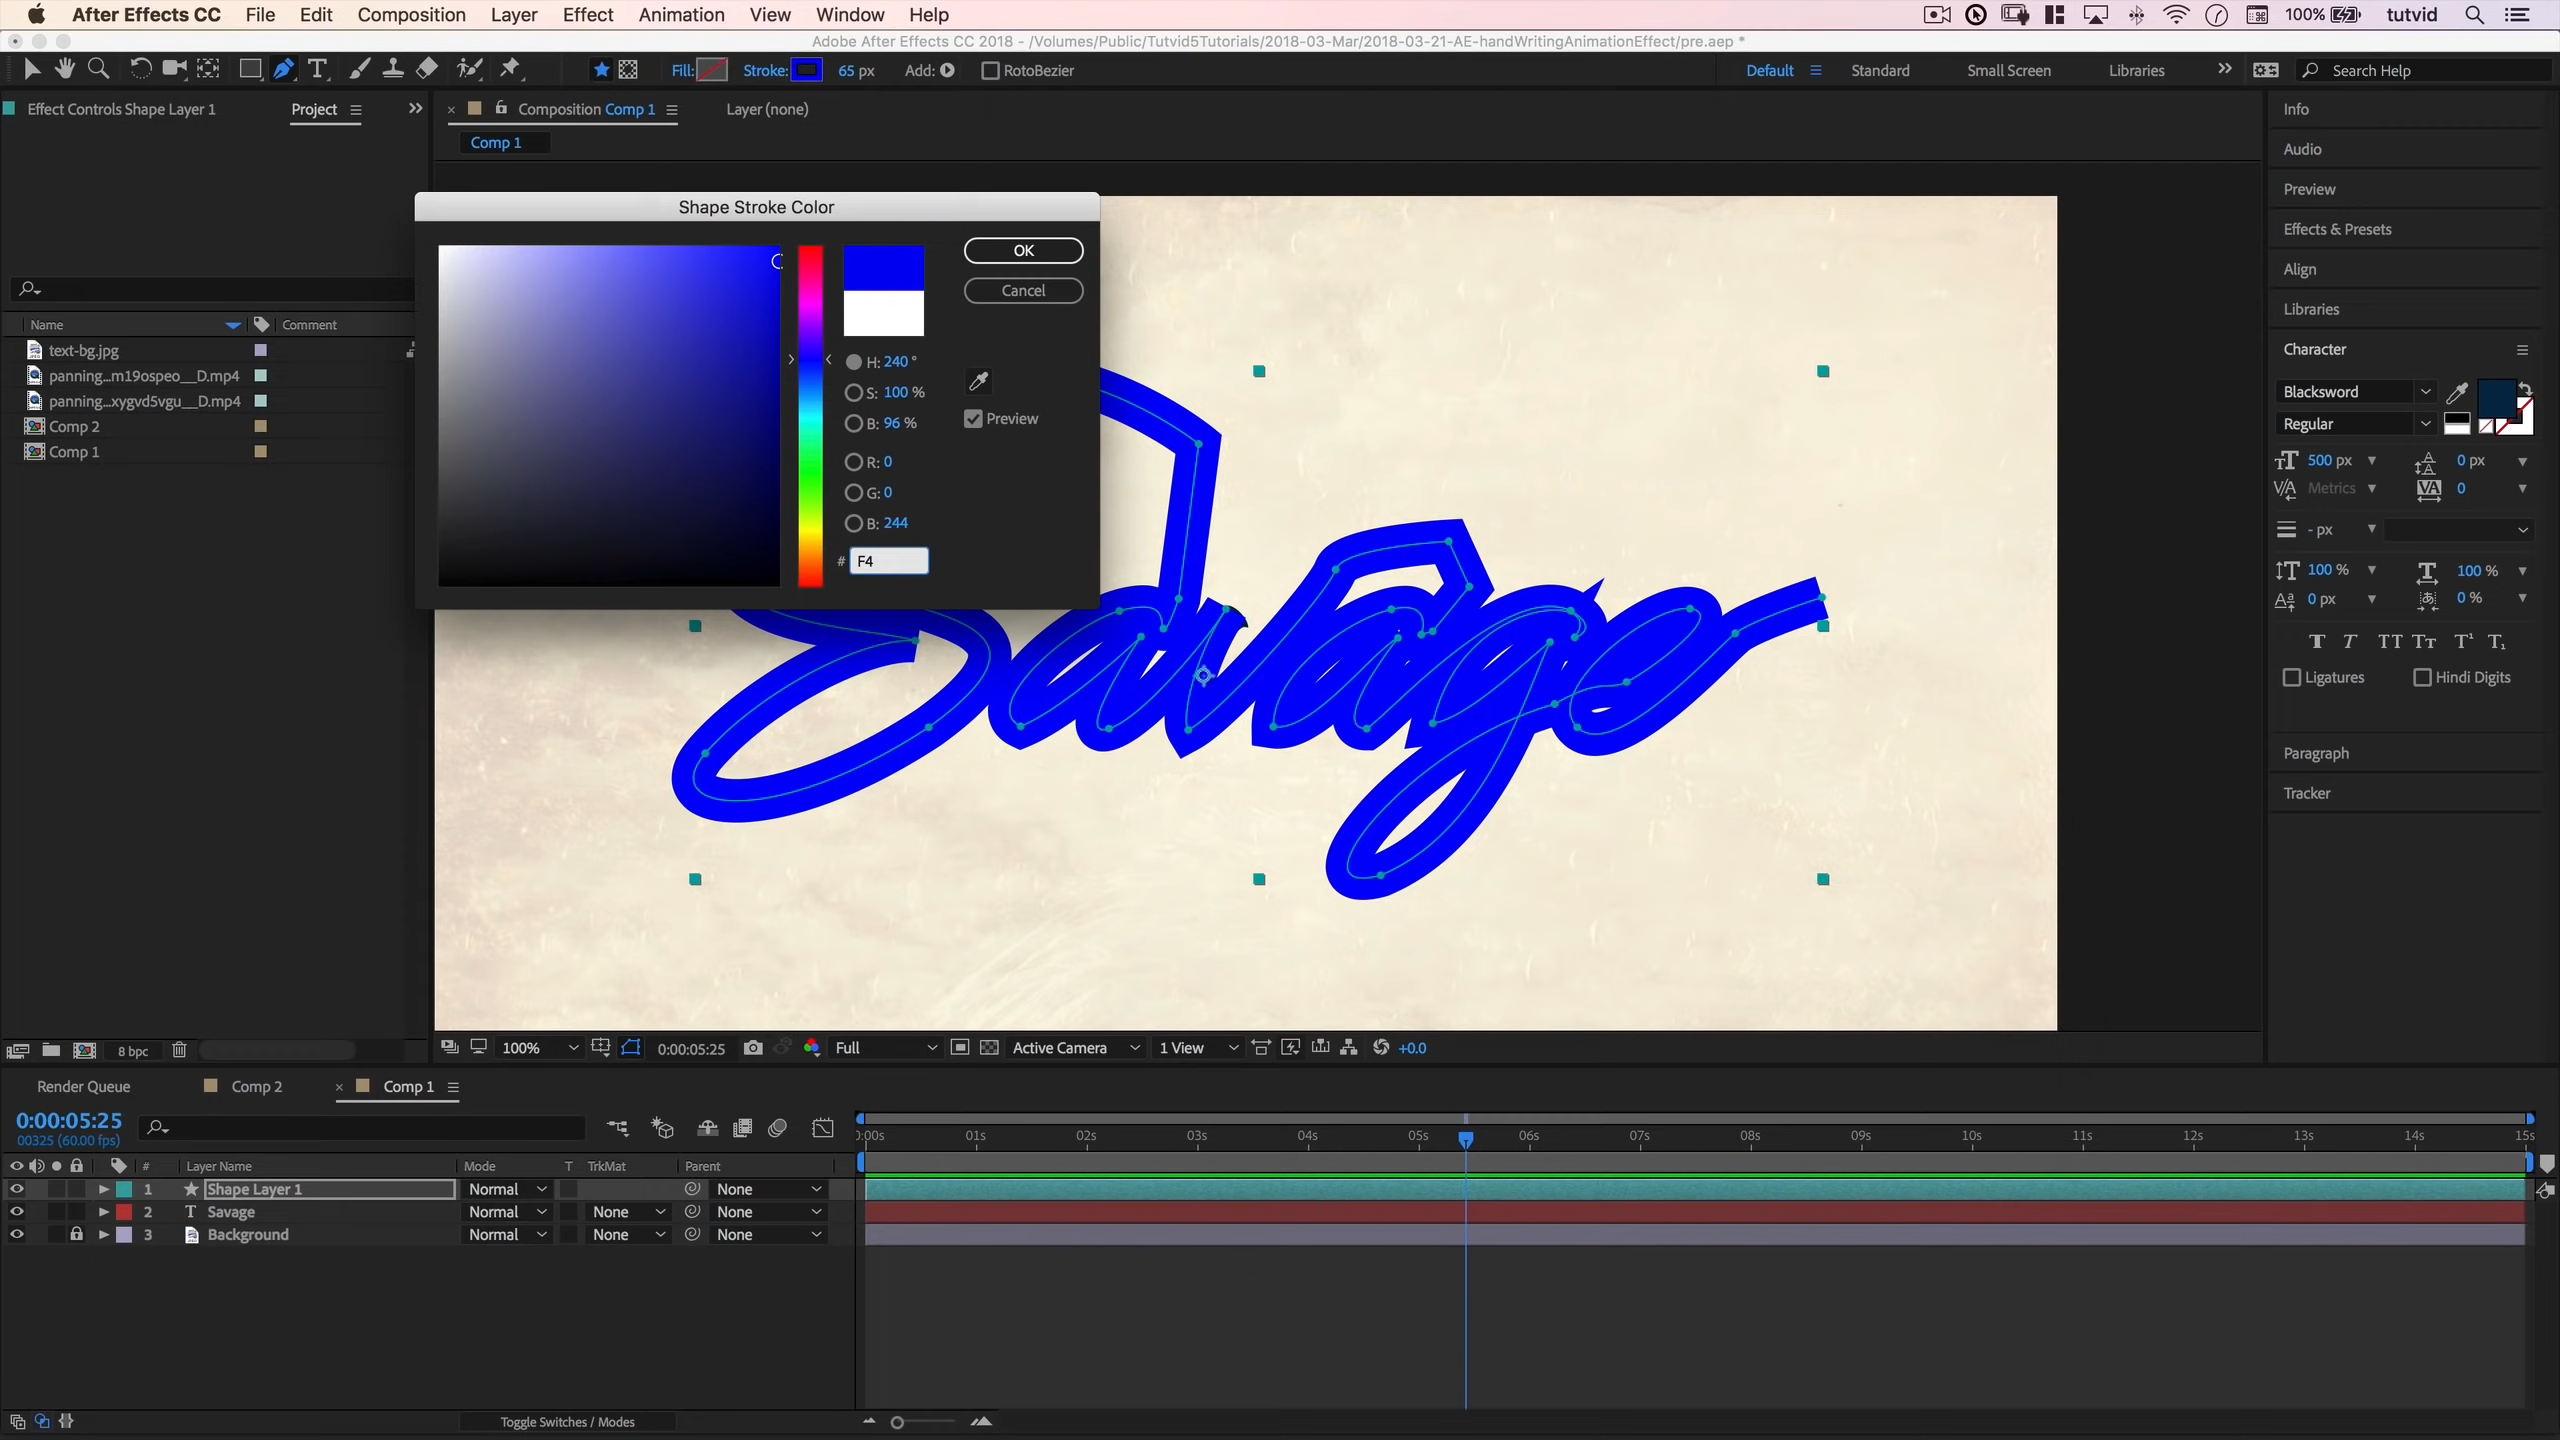 After Effects CC File Edit Composition Layer Effect Animation View Window Help 100% tutvid
Adobe After Effects CC 2018 - /Volumes/Public/Tutvid5Tutorials/2018-03-Mar/2018-03-21-AE-handWritingAnimationEffect/pre.aep *
Fill: Stroke: 65 px Add: RotoBezier Default Standard Small Screen Libraries Search Help
Effect Controls Shape Layer 1 Project
Composition Comp 1 Layer (none)
Comp 1
Name Comment
text-bg.jpg
panning...m19ospeo__D.mp4
panning...xygvd5vgu__D.mp4
Comp 2
Comp 1
8 bpc
Shape Stroke Color
OK
Cancel
H: 240 °
S: 100 %
B: 96 %
Preview
R: 0
G: 0
B: 244
# F4
Savage
100% 0:00:05:25 Full Active Camera 1 View +0.0
Info
Audio
Preview
Effects & Presets
Align
Libraries
Character
Blacksword
Regular
500 px 0 px
Metrics 0
- px
100 % 100 %
0 px 0 %
Ligatures Hindi Digits
Paragraph
Tracker
Render Queue Comp 2 Comp 1
0:00:05:25
00325 (60.00 fps)
0:00s 01s 02s 03s 04s 05s 06s 07s 08s 09s 10s 11s 12s 13s 14s 15s
# Layer Name Mode T TrkMat Parent
1 Shape Layer 1 Normal None
2 T Savage Normal None None
3 Background Normal None None
Toggle Switches / Modes